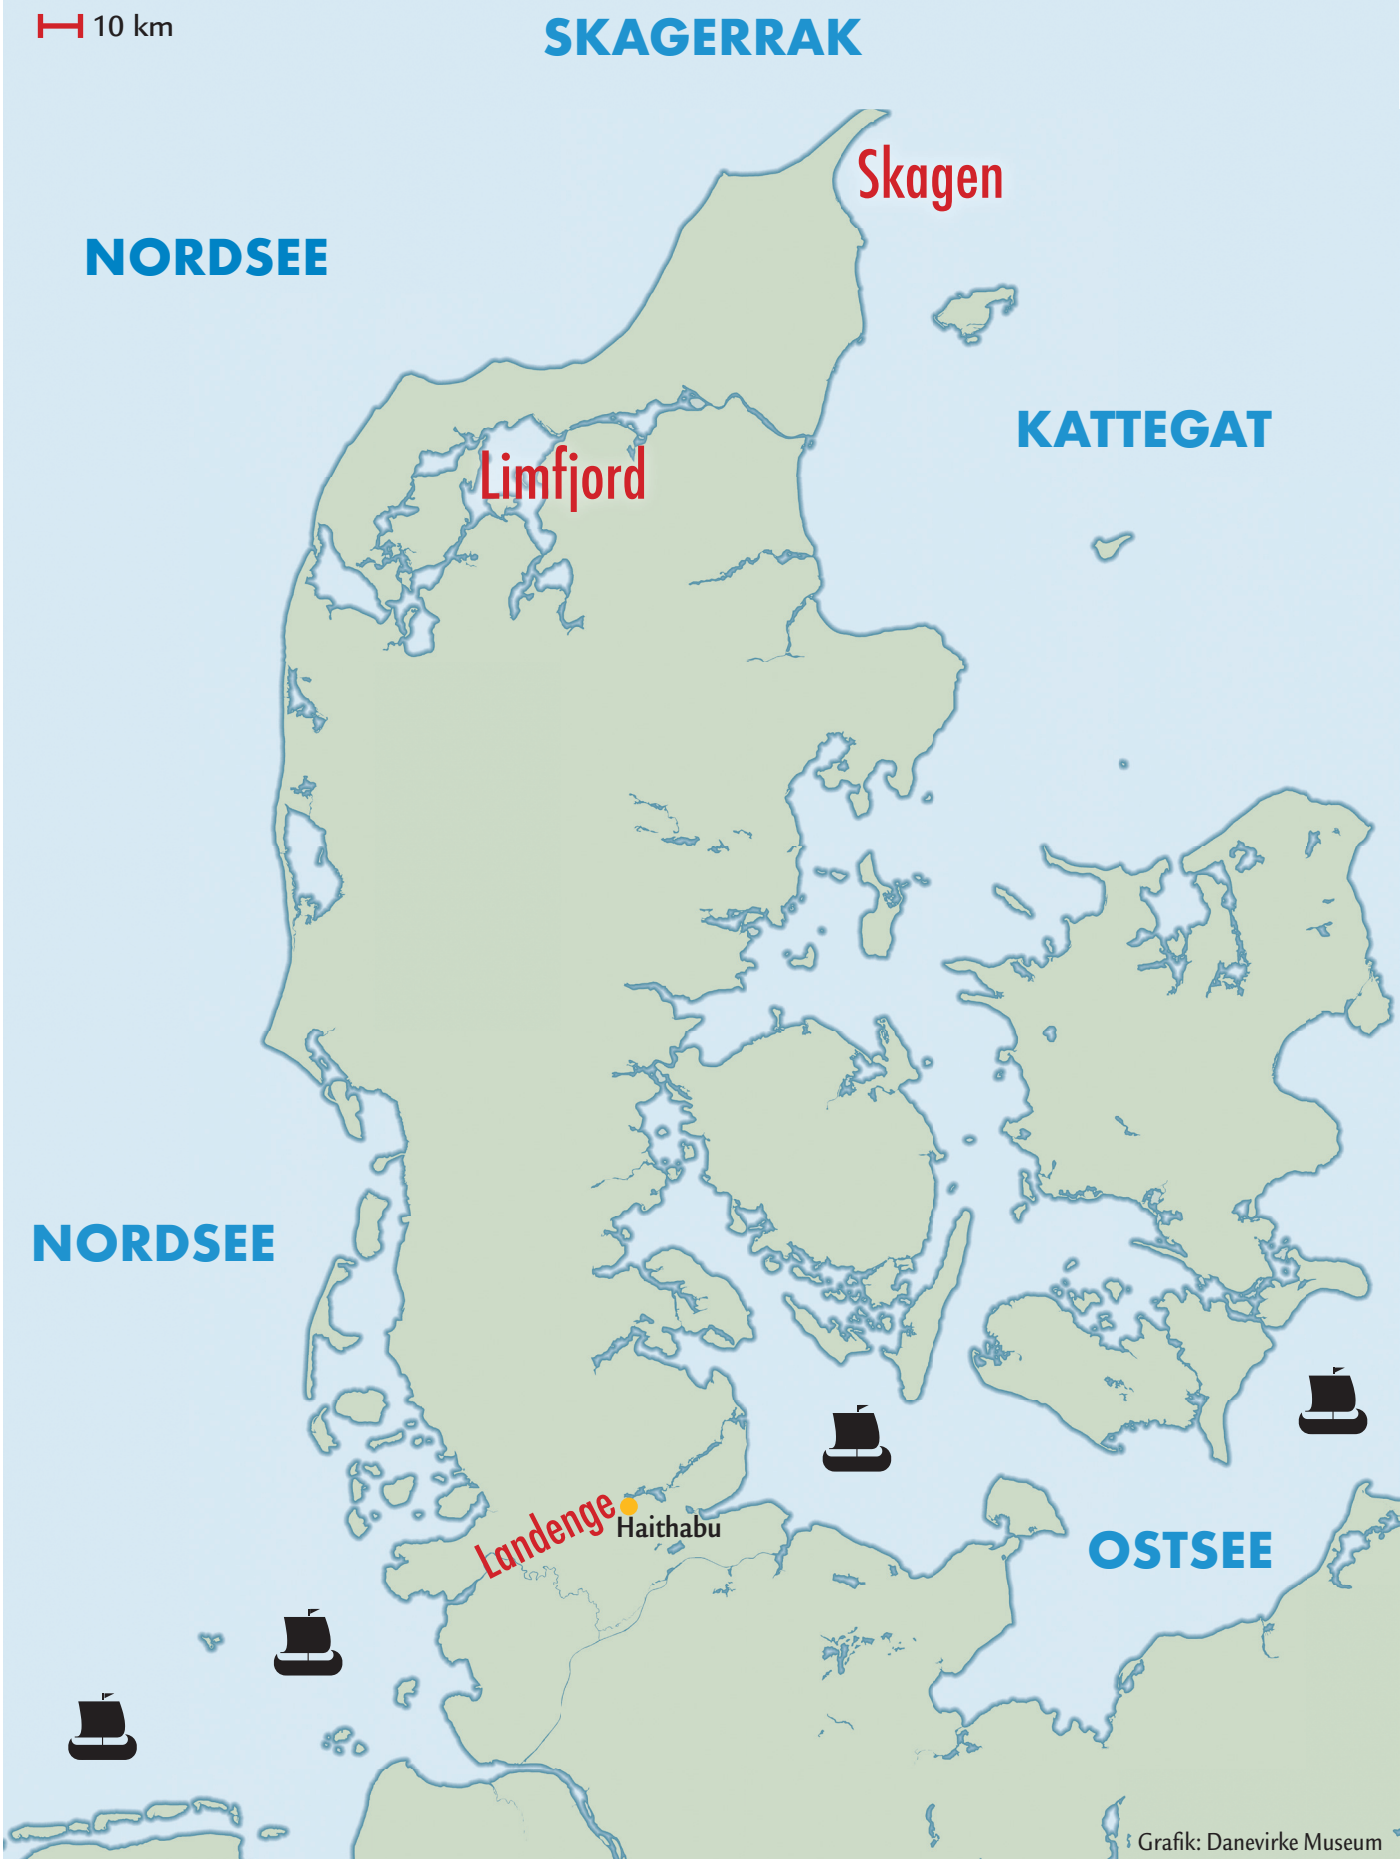 10 km
SKAGERRAK
Skagen
NORDSEE
KATTEGAT
Limfjord
NORDSEE
Landenge
Haithabu
OSTSEE
Grafik: Danevirke Museum